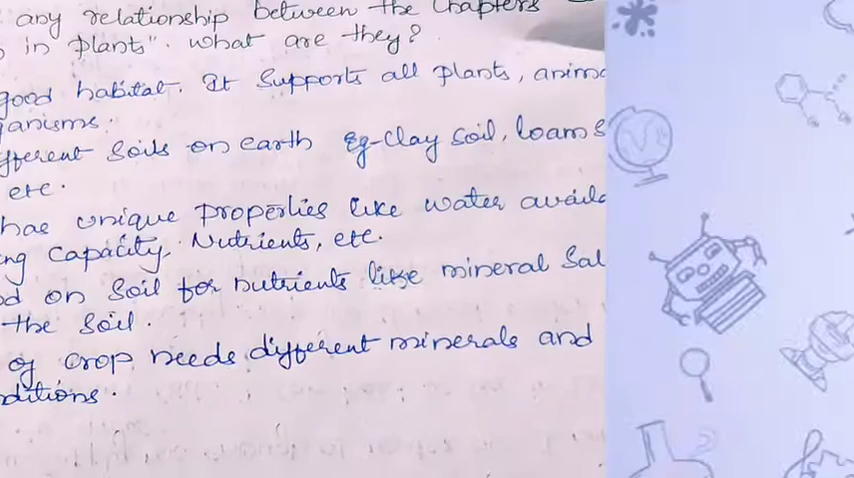 any relationship between the Chapters
in plants". what are they?
good habitat. It supports all plants, anima
ganisms.
fferent soils on earth Eg-clay soil, loam s
etc.
has unique properties like water availa
ng capacity, Nutrients, etc.
d on soil for nutrients like mineral sal
the soil.
of crop needs different minerals and
ditions.